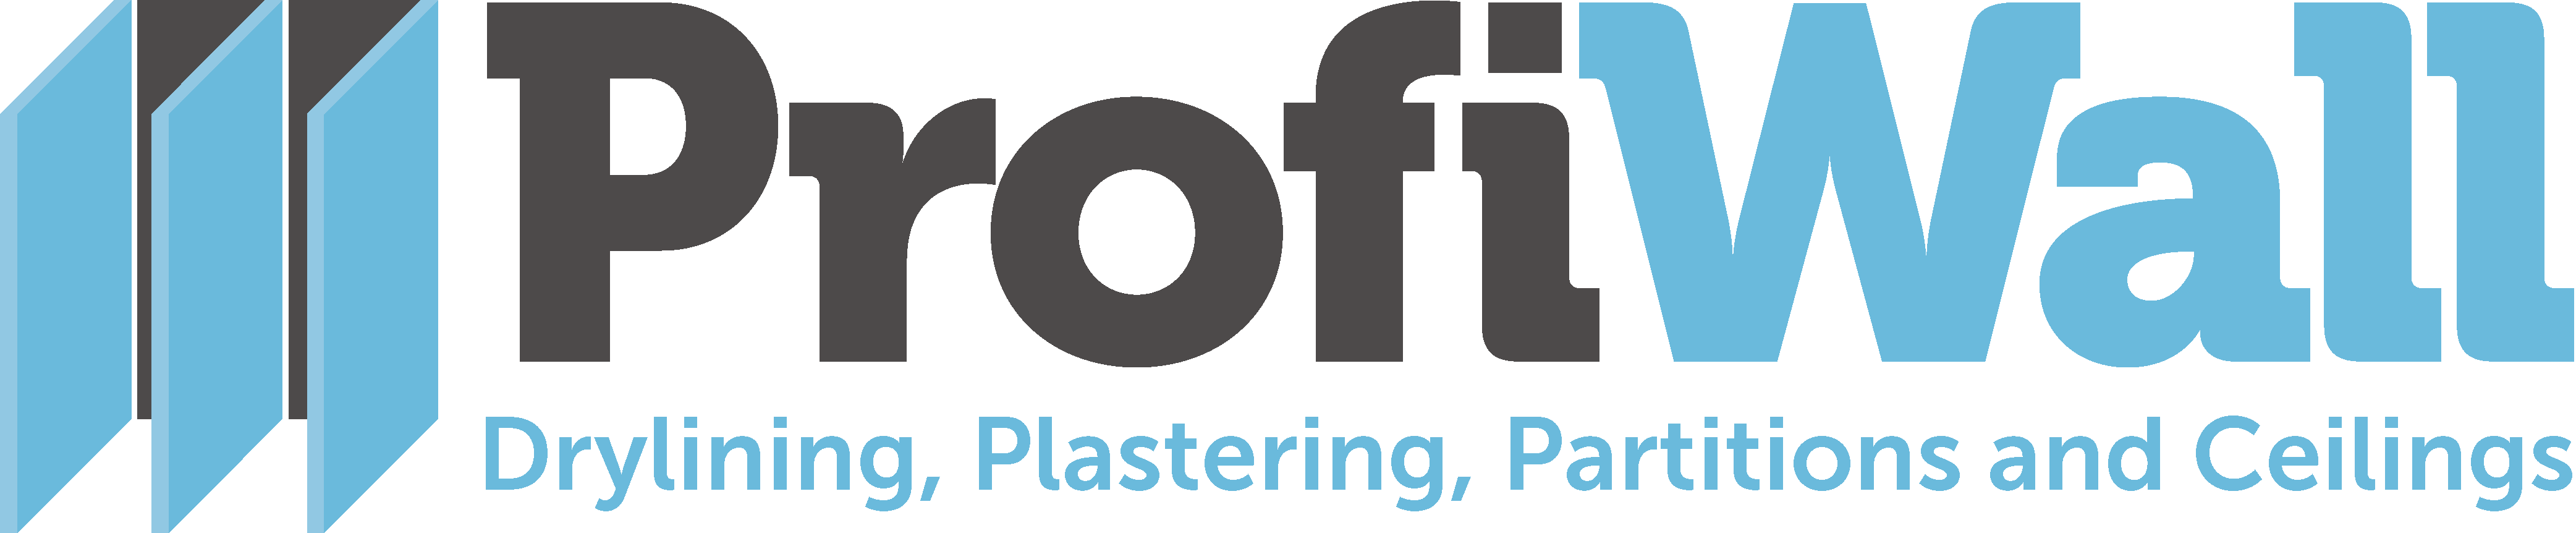 ProfiWall
Drylining, Plastering, Partitions and Ceilings